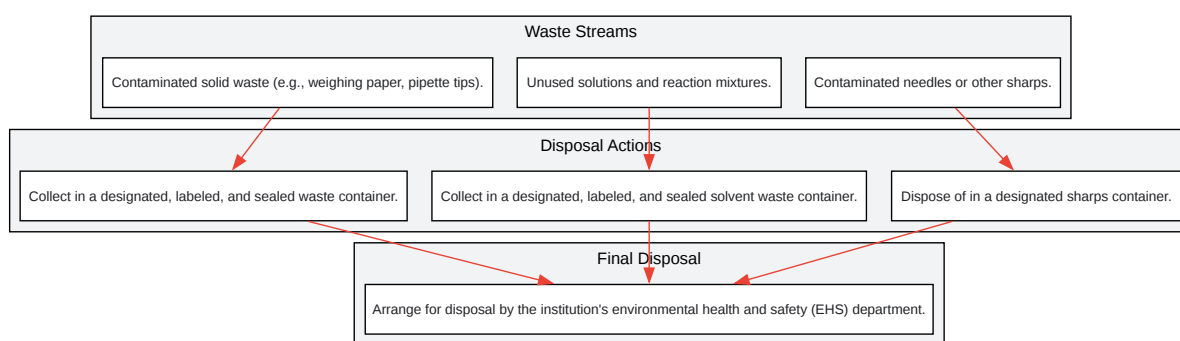 Waste Streams
Contaminated solid waste (e.g., weighing paper, pipette tips).
Unused solutions and reaction mixtures.
Contaminated needles or other sharps.
Disposal Actions
Collect in a designated, labeled, and sealed waste container.
Collect in a designated, labeled, and sealed solvent waste container.
Dispose of in a designated sharps container.
Final Disposal
Arrange for disposal by the institution's environmental health and safety (EHS) department.